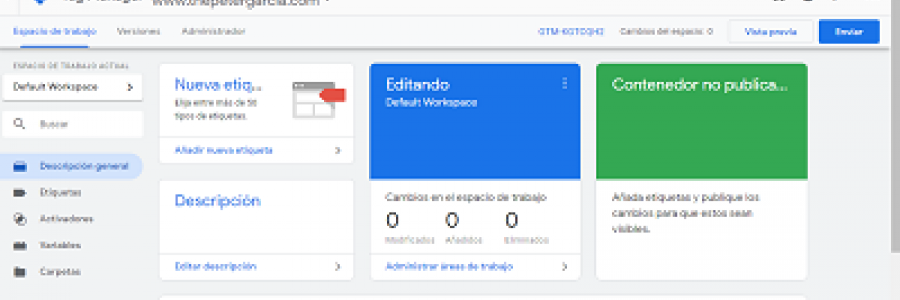 Tag Manager www.thepetergarcia.com
Espacio de trabajo Versiones Administrador
Cambios del espacio: 0 Vista previa Enviar
ESPACIO DE TRABAJO ACTUAL
Default Workspace
Buscar
Descripción general
Etiquetas
Activadores
Variables
Carpetas
Nueva etiq...
Elija entre más de 50
tipos de etiquetas.
Añadir nueva etiqueta
Descripción
Editar descripción
Editando
Default Workspace
Cambios en el espacio de trabajo
0 0 0
Modificados Añadidos Eliminados
Administrar áreas de trabajo
Contenedor no publica...
Añada etiquetas y publique los
cambios para que estos sean
visibles.